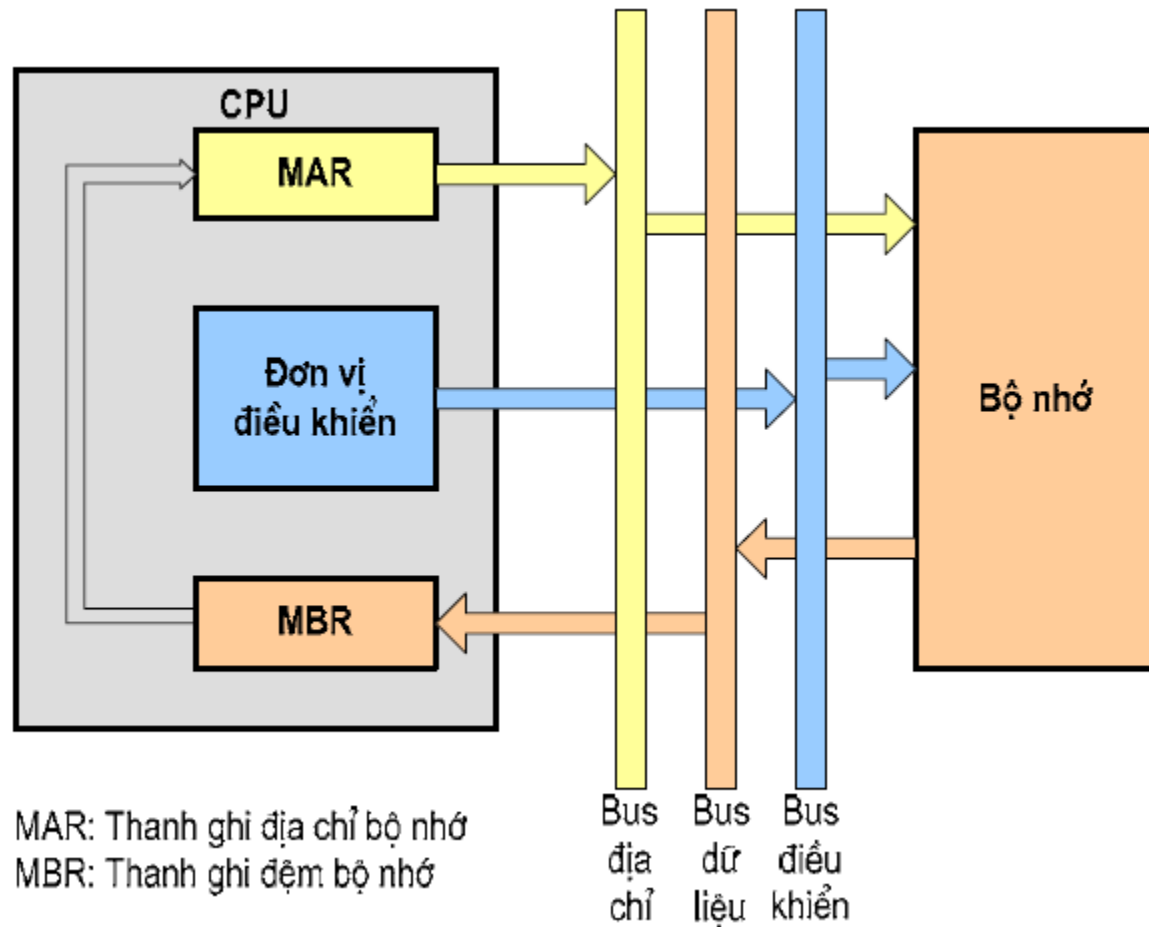 CPU
MAR
Đơn vị
điều khiển
MBR
Bộ nhớ
MAR: Thanh ghi địa chỉ bộ nhớ
MBR: Thanh ghi đệm bộ nhớ
Bus
địa
chỉ
Bus
dữ
liệu
Bus
điều
khiển